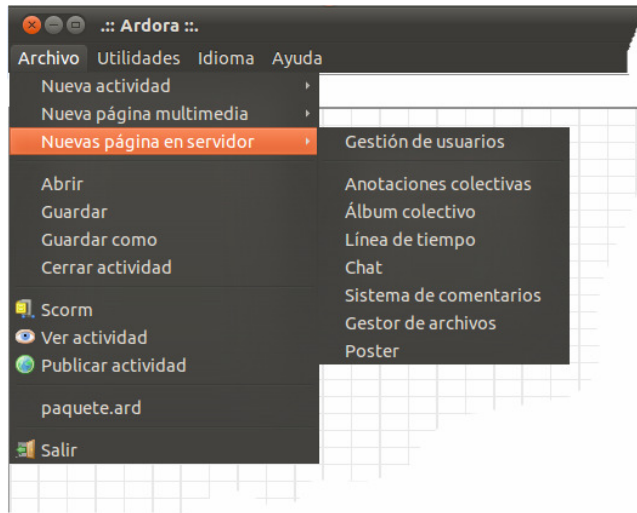 .:: Ardora ::.
Archivo Utilidades Idioma Ayuda
Nueva actividad
Nueva página multimedia
Nuevas página en servidor
Abrir
Guardar
Guardar como
Cerrar actividad
Scorm
Ver actividad
Publicar actividad
paquete.ard
Salir
Gestión de usuarios
Anotaciones colectivas
Álbum colectivo
Línea de tiempo
Chat
Sistema de comentarios
Gestor de archivos
Poster